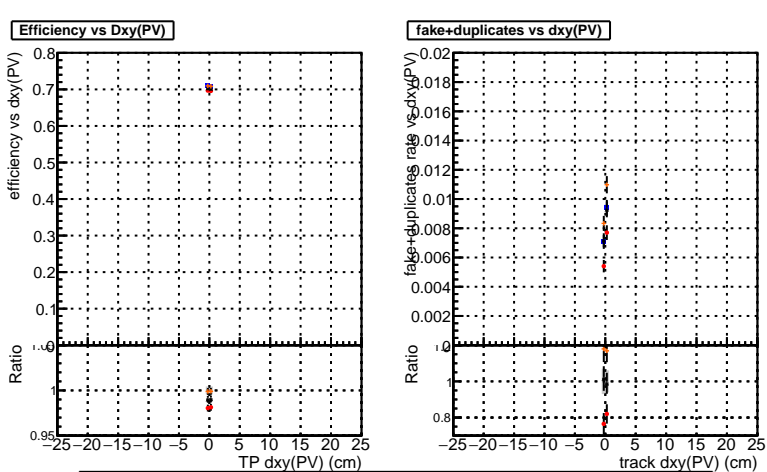 Efficiency vs Dxy(PV)
efficiency vs dxy(PV)
0.8
0.7
0.6
0.5
0.4
0.3
0.2
0.1
0
Ratio
1
0.95
−25 −20 −15 −10 −5 0 5 10 15 20 25
TP dxy(PV) (cm)
fake+duplicates vs dxy(PV)
fake+duplicates rate vs dxy(PV)
0.02
0.018
0.016
0.014
0.012
0.01
0.008
0.006
0.004
0.002
0
Ratio
1
0.8
−25 −20 −15 −10 −5 0 5 10 15 20 25
track dxy(PV) (cm)